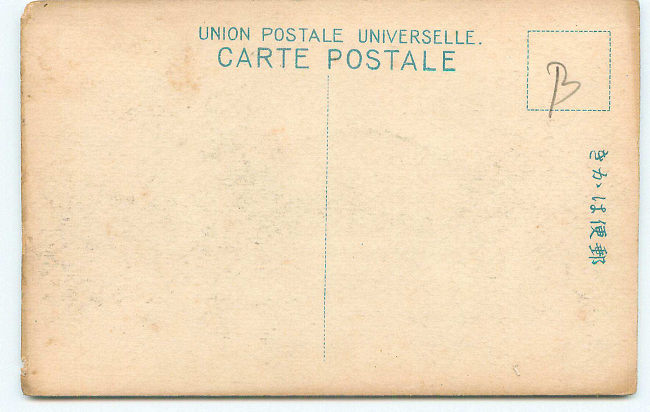 UNION POSTALE UNIVERSELLE.
CARTE POSTALE
B
きかは便郵